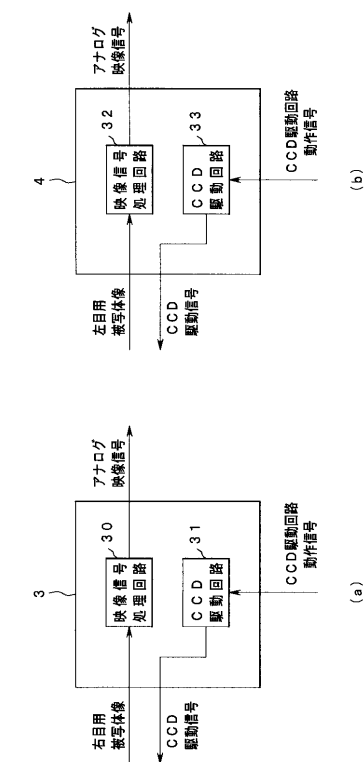 3
右目用
被写体像
30
映像信号
処理回路
アナログ
映像信号
31
CCD
駆動回路
CCD
駆動信号
CCD駆動回路
動作信号
(a)
4
左目用
被写体像
32
映像信号
処理回路
アナログ
映像信号
33
CCD
駆動回路
CCD
駆動信号
CCD駆動回路
動作信号
(b)